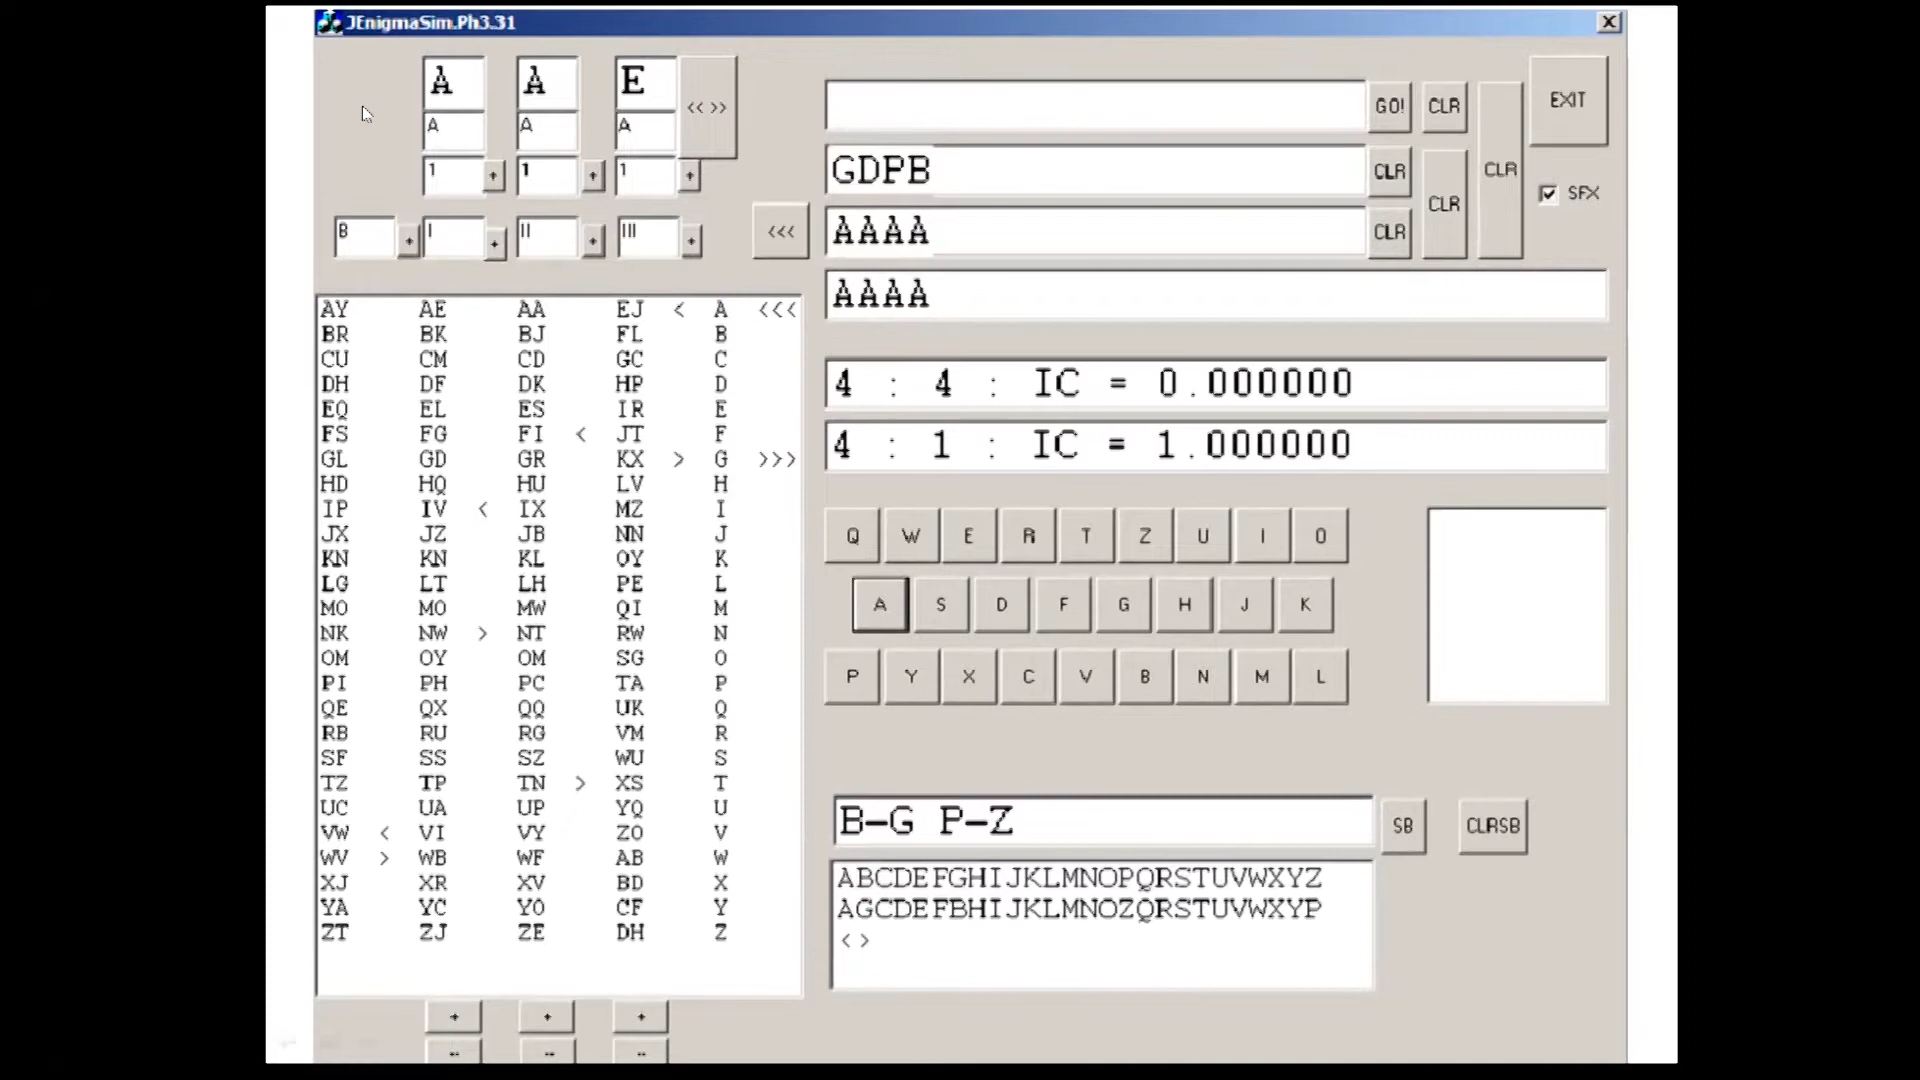 JEnigmaSim.Ph3.31 X
A A E << >>
A A A
1 + 1 + 1 +
B + I + II + III + <<<
GO! CLR CLR EXIT
GDPB CLR CLR SFX
AAAA CLR
AAAA
4 : 4 : IC = 0.000000
4 : 1 : IC = 1.000000
AY AE AA EJ < A <<<
BR BK BJ FL B
CU CM CD GC C
DH DF DK HP D
EQ EL ES IR E
FS FG FI < JT F
GL GD GR KX > G >>>
HD HQ HU LV H
IP IV < IX MZ I
JX JZ JB NN J
KN KN KL OY K
LG LT LH PE L
MO MO MW QI M
NK NW > NT RW N
OM OY OM SG O
PI PH PC TA P
QE QX QQ UK Q
RB RU RG VM R
SF SS SZ WU S
TZ TP TN > XS T
UC UA UP YQ U
VW < VI VY ZO V
WV > WB WF AB W
XJ XR XV BD X
YA YC YO CF Y
ZT ZJ ZE DH Z
+ + +
-- -- --
Q W E R T Z U I O
A S D F G H J K
P Y X C V B N M L
B-G P-Z SB CLRSB
ABCDEFGHIJKLMNOPQRSTUVWXYZ
AGCDEFBHIJKLMNOZQRSTUVWXYP
<>